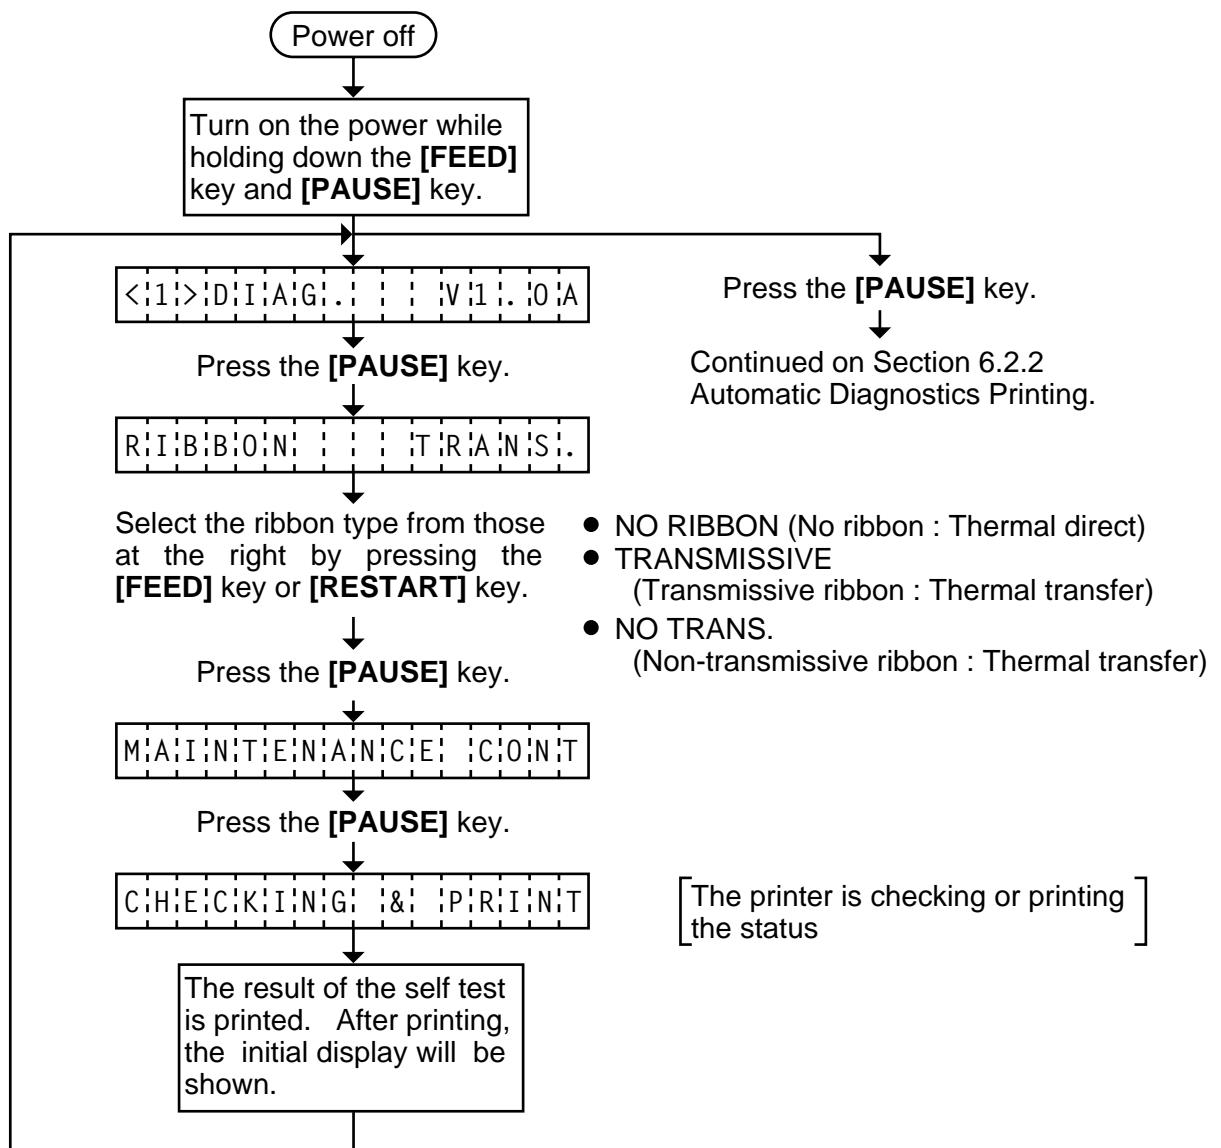 Power off
Turn on the power while
holding down the [FEED]
key and [PAUSE] key.
<1>DIAG.   V1.0A
Press the [PAUSE] key.
Press the [PAUSE] key.
Continued on Section 6.2.2
Automatic Diagnostics Printing.
RIBBON    TRANS.
Select the ribbon type from those
at the right by pressing the
[FEED] key or [RESTART] key.
● NO RIBBON (No ribbon : Thermal direct)
● TRANSMISSIVE
(Transmissive ribbon : Thermal transfer)
● NO TRANS.
(Non-transmissive ribbon : Thermal transfer)
Press the [PAUSE] key.
MAINTENANCE CONT
Press the [PAUSE] key.
CHECKING & PRINT
[The printer is checking or printing
the status]
The result of the self test
is printed. After printing,
the initial display will be
shown.